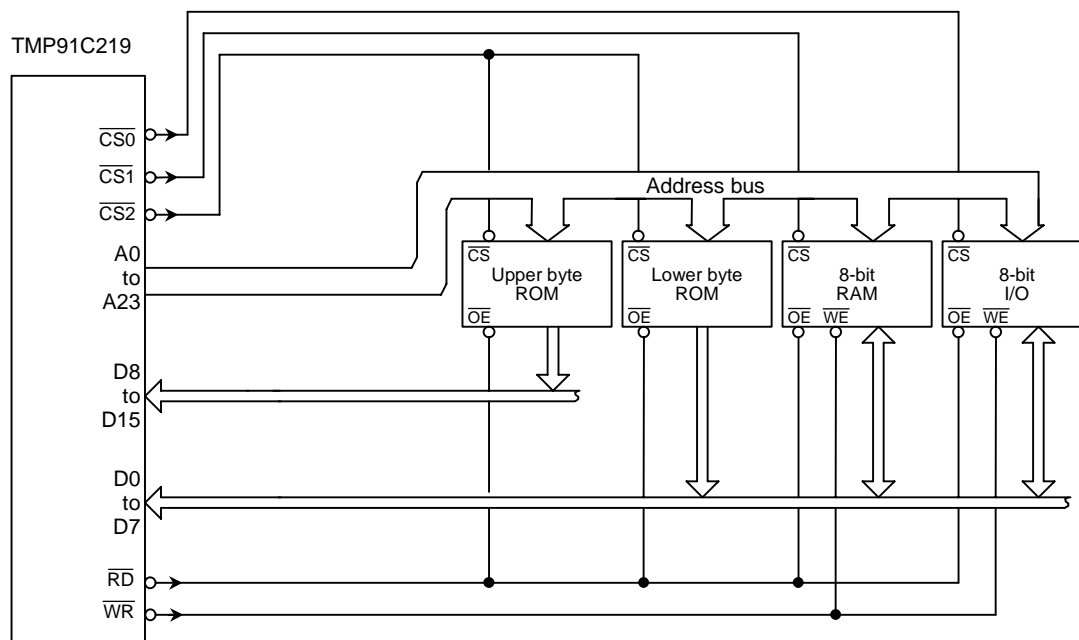 TMP91C219
CS0
CS1
CS2
A0
to
A23
D8
to
D15
D0
to
D7
RD
WR
Address bus
CS
Upper byte
ROM
OE
CS
Lower byte
ROM
OE
CS
8-bit
RAM
OE WE
CS
8-bit
I/O
OE WE